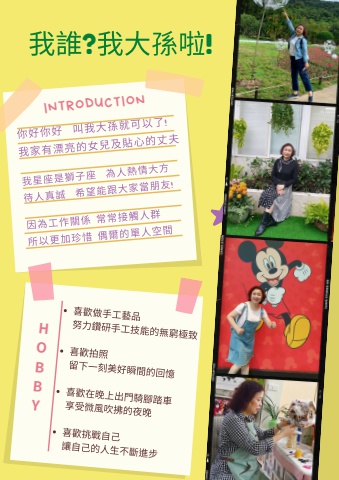 我誰?我大孫啦!
INTRODUCTION
你好你好 叫我大孫就可以了!
我家有漂亮的女兒及貼心的丈夫
我星座是獅子座 為人熱情大方
待人真誠 希望能跟大家當朋友!
因為工作關係 常常接觸人群
所以更加珍惜 偶爾的單人空間
HOBBY
喜歡做手工藝品
努力鑽研手工技能的無窮極致
喜歡拍照
留下一刻美好瞬間的回憶
喜歡在晚上出門騎腳踏車
享受微風吹拂的夜晚
喜歡挑戰自己
讓自己的人生不斷進步